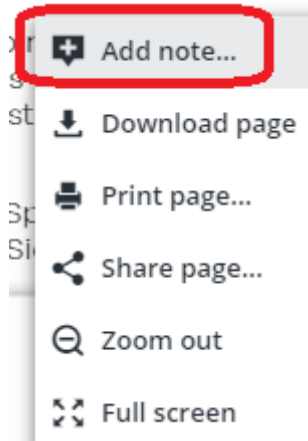 Add note...
Download page
Print page...
Share page...
Zoom out
Full screen